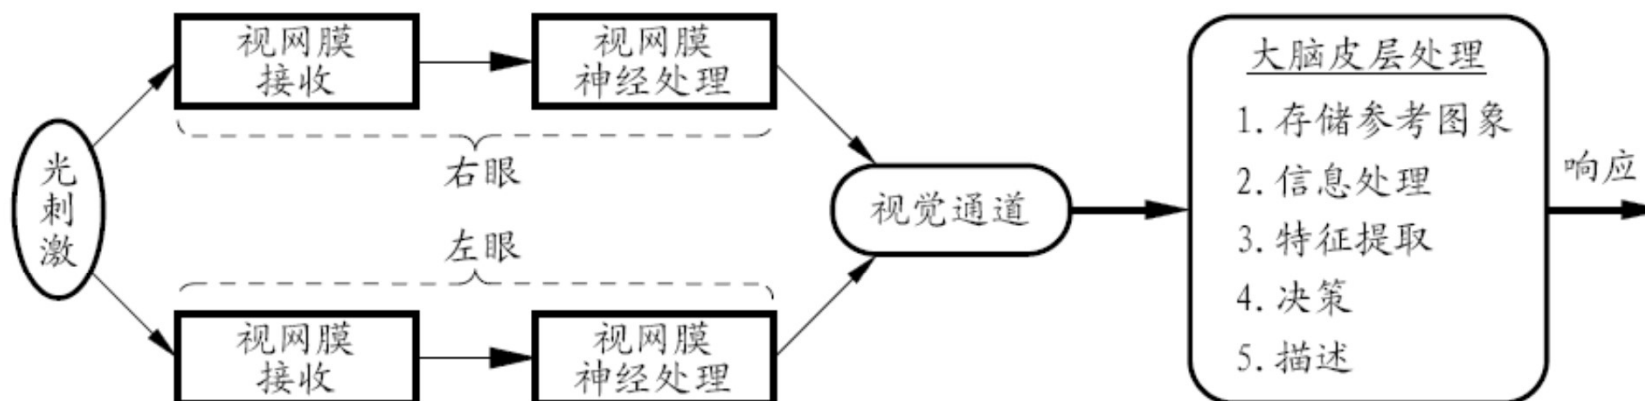 光刺激
视网膜
接收
视网膜
神经处理
右眼
左眼
视网膜
接收
视网膜
神经处理
视觉通道
大脑皮层处理
1. 存储参考图象
2. 信息处理
3. 特征提取
4. 决策
5. 描述
响应